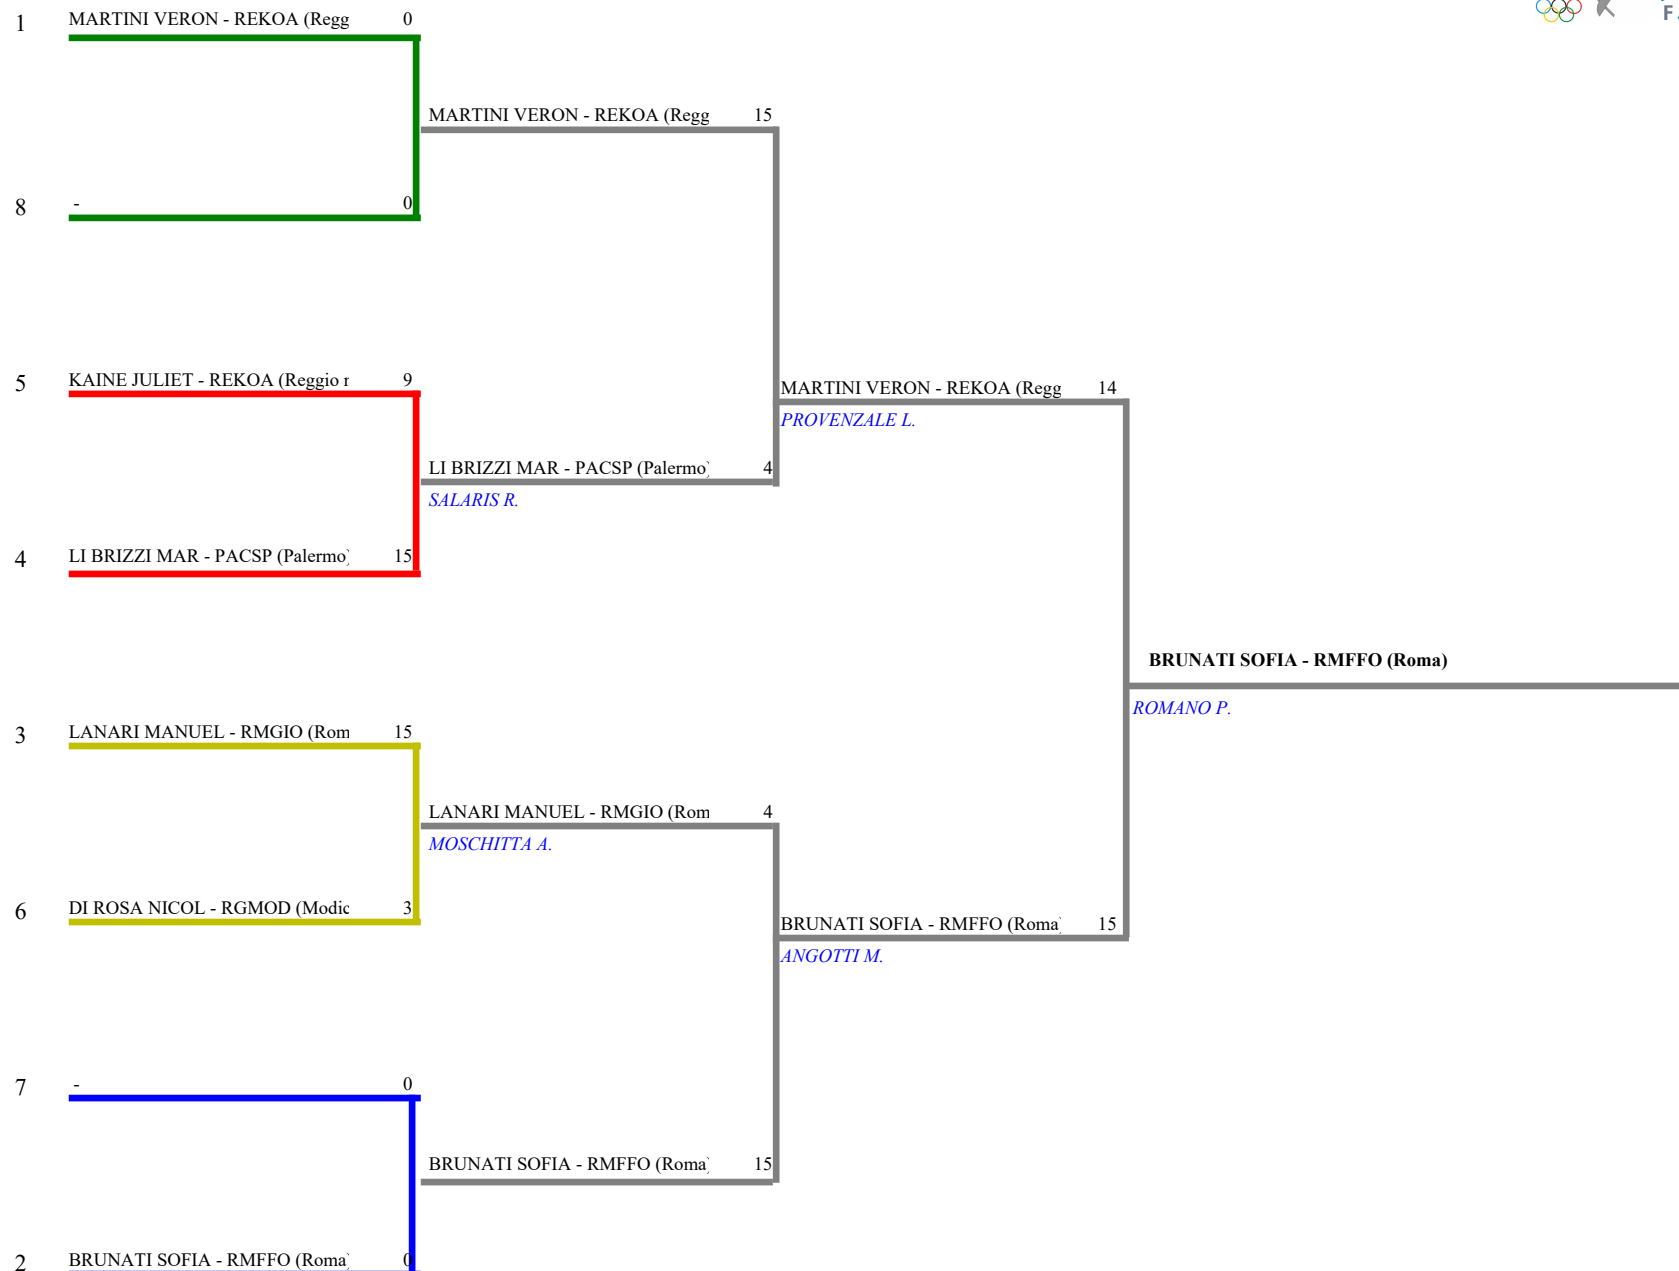 1 MARTINI VERON - REKOA (Regg 0
MARTINI VERON - REKOA (Regg 15
8 - 0
5 KAINE JULIET - REKOA (Reggio r 9
MARTINI VERON - REKOA (Regg 14
PROVENZALE L.
LI BRIZZI MAR - PACSP (Palermo) 4
SALARIS R.
4 LI BRIZZI MAR - PACSP (Palermo) 15
BRUNATI SOFIA - RMFFO (Roma)
ROMANO P.
3 LANARI MANUEL - RMGIO (Rom 15
LANARI MANUEL - RMGIO (Rom 4
MOSCHITTA A.
6 DI ROSA NICOL - RGMOD (Modic 3
BRUNATI SOFIA - RMFFO (Roma) 15
ANGOTTI M.
7 - 0
BRUNATI SOFIA - RMFFO (Roma) 15
2 BRUNATI SOFIA - RMFFO (Roma) 0
F